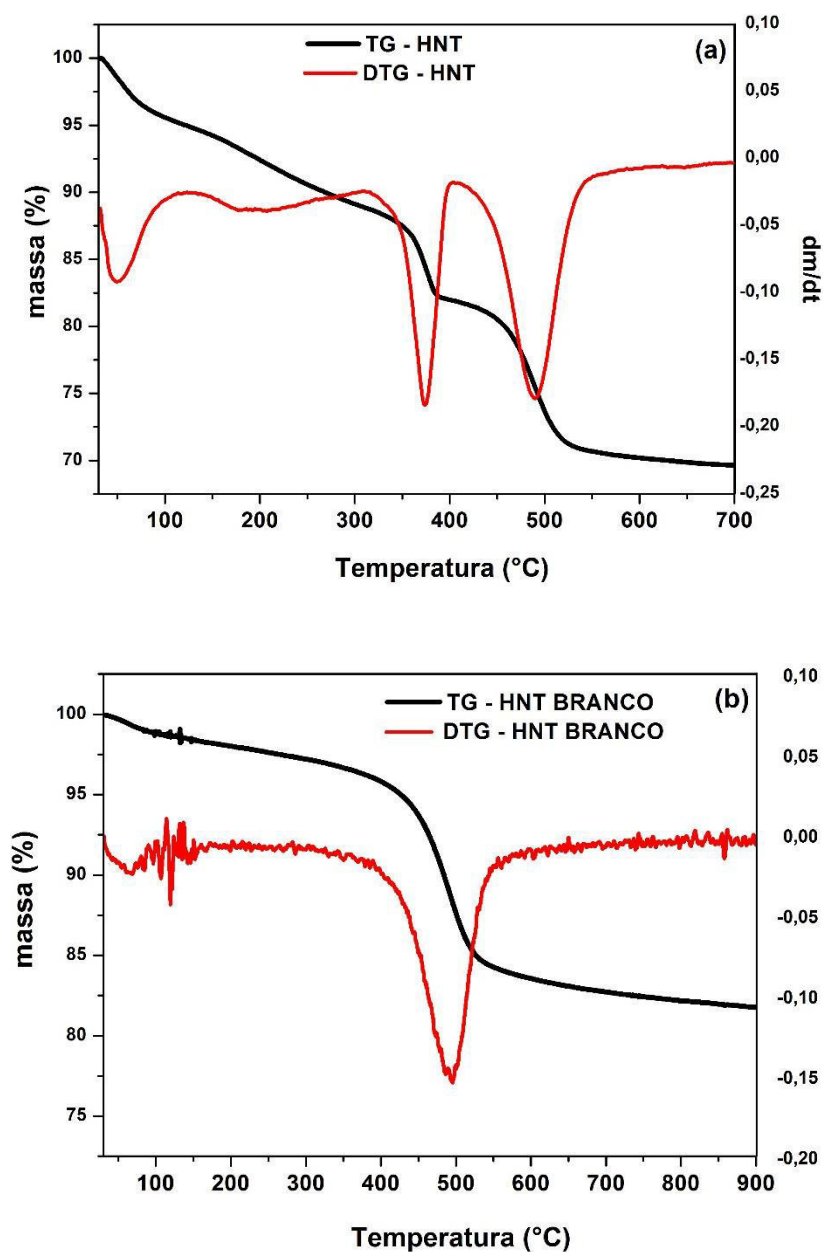 TG - HNT
DTG - HNT
(a)
100
95
90
85
80
75
70
massa (%)
0,10
0,05
0,00
-0,05
-0,10
-0,15
-0,20
-0,25
dm/dt
100 200 300 400 500 600 700
Temperatura (°C)
TG - HNT BRANCO
DTG - HNT BRANCO
(b)
100
95
90
85
80
75
massa (%)
0,10
0,05
0,00
-0,05
-0,10
-0,15
-0,20
100 200 300 400 500 600 700 800 900
Temperatura (°C)